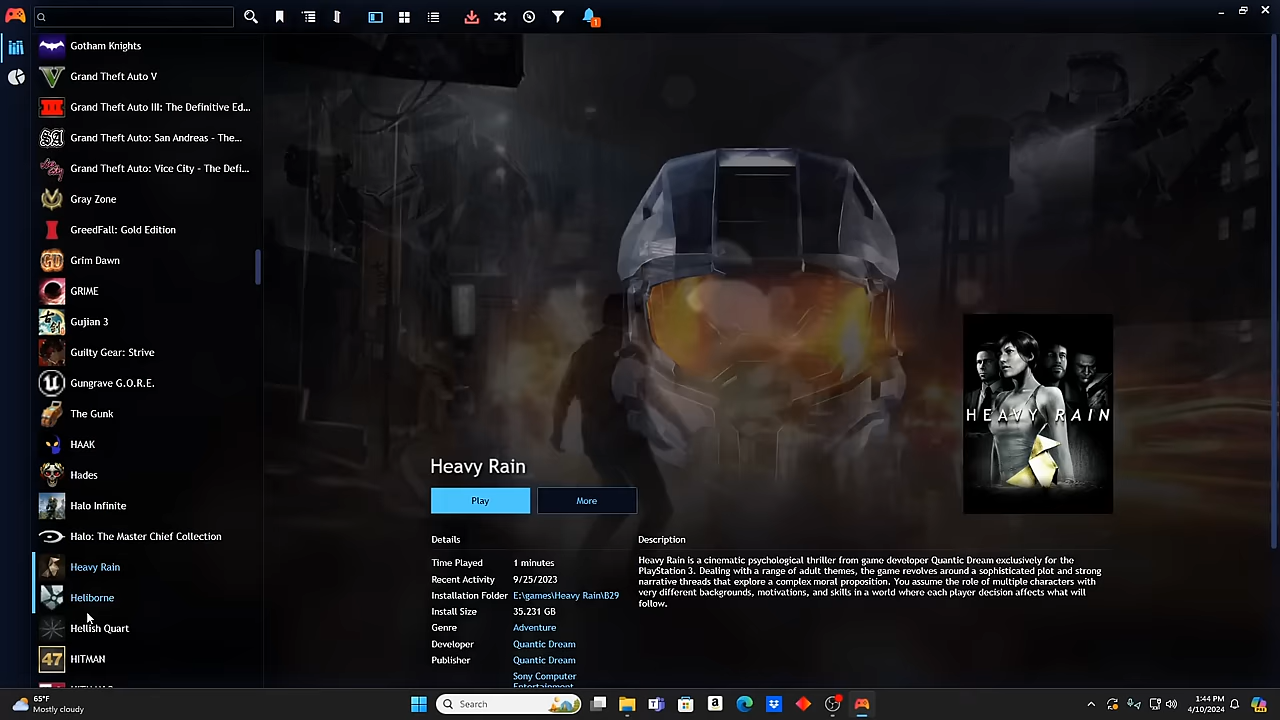 1
Gotham Knights
Grand Theft Auto V
Grand Theft Auto III: The Definitive Ed...
Grand Theft Auto: San Andreas - The...
Grand Theft Auto: Vice City - The Defi...
Gray Zone
GreedFall: Gold Edition
Grim Dawn
GRIME
Gujian 3
Guilty Gear: Strive
Gungrave G.O.R.E.
The Gunk
HAAK
Hades
Halo Infinite
Halo: The Master Chief Collection
Heavy Rain
Heliborne
Hellish Quart
47
HITMAN
HEAVY RAIN
Heavy Rain
Play
More
Details
Time Played 1 minutes
Recent Activity 9/25/2023
Installation Folder E:\games\Heavy Rain\B29
Install Size 35.231 GB
Genre Adventure
Developer Quantic Dream
Publisher Quantic Dream
Sony Computer
Entertainment
Description
Heavy Rain is a cinematic psychological thriller from game developer Quantic Dream exclusively for the
PlayStation 3. Dealing with a range of adult themes, the game revolves around a sophisticated plot and strong
narrative threads that explore a complex moral proposition. You assume the role of multiple characters with
very different backgrounds, motivations, and skills in a world where each player decision affects what will
follow.
65°F
Mostly cloudy
Search
1:44 PM
4/10/2024